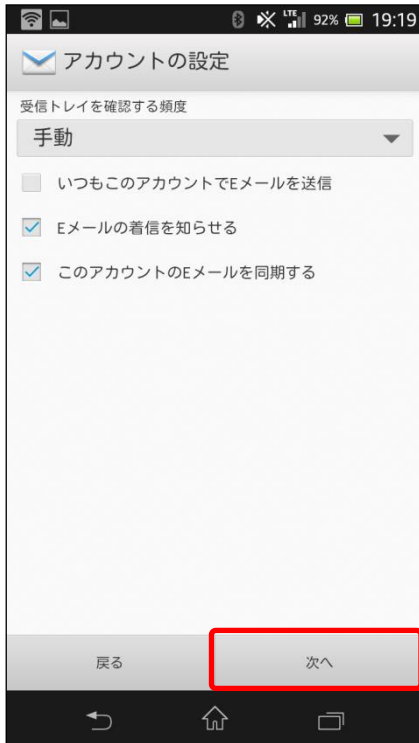 LTE 92% 19:19
アカウントの設定
受信トレイを確認する頻度
手動
いつもこのアカウントでEメールを送信
Eメールの着信を知らせる
このアカウントのEメールを同期する
戻る 次へ